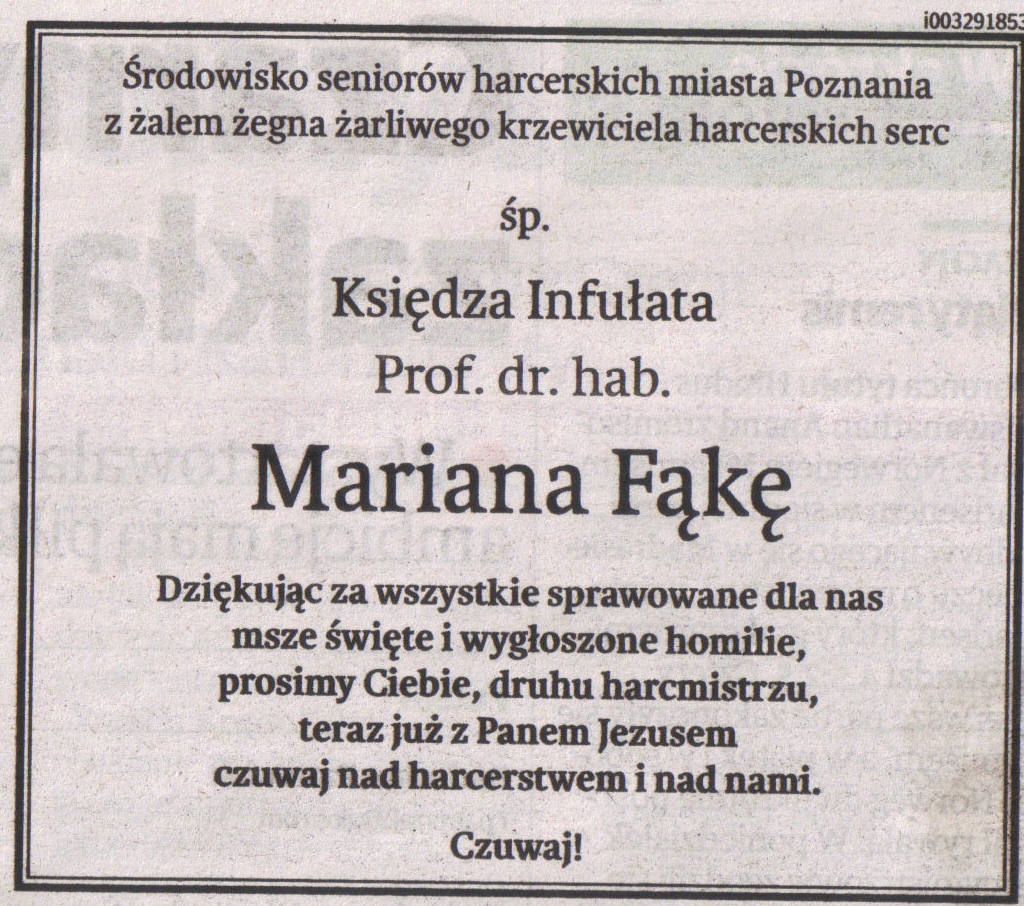 i003291853
Środowisko seniorów harcerskich miasta Poznania
z żalem żegna żarliwego krzewiciela harcerskich serc
śp.
Księdza Infułata
Prof. dr. hab.
Mariana Fąkę
Dziękując za wszystkie sprawowane dla nas
msze święte i wygłoszone homilie,
prosimy Ciebie, druhu harcmistrzu,
teraz już z Panem Jezusem
czuwaj nad harcerstwem i nad nami.
Czuwaj!